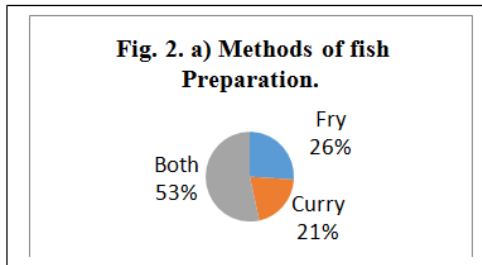 Fig. 2. a) Methods of fish
Preparation.
Fry
26%
Both
53%
Curry
21%